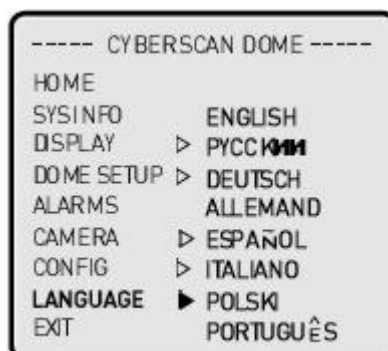 ----- CYBERSCAN DOME -----
HOME
SYSINFO ENGLISH
DISPLAY ▷ РУССКИИ
DOME SETUP ▷ DEUTSCH
ALARMS ALLEMAND
CAMERA ▷ ESPAÑOL
CONFIG ▷ ITALIANO
LANGUAGE ▶ POLSKI
EXIT PORTUGUÊS